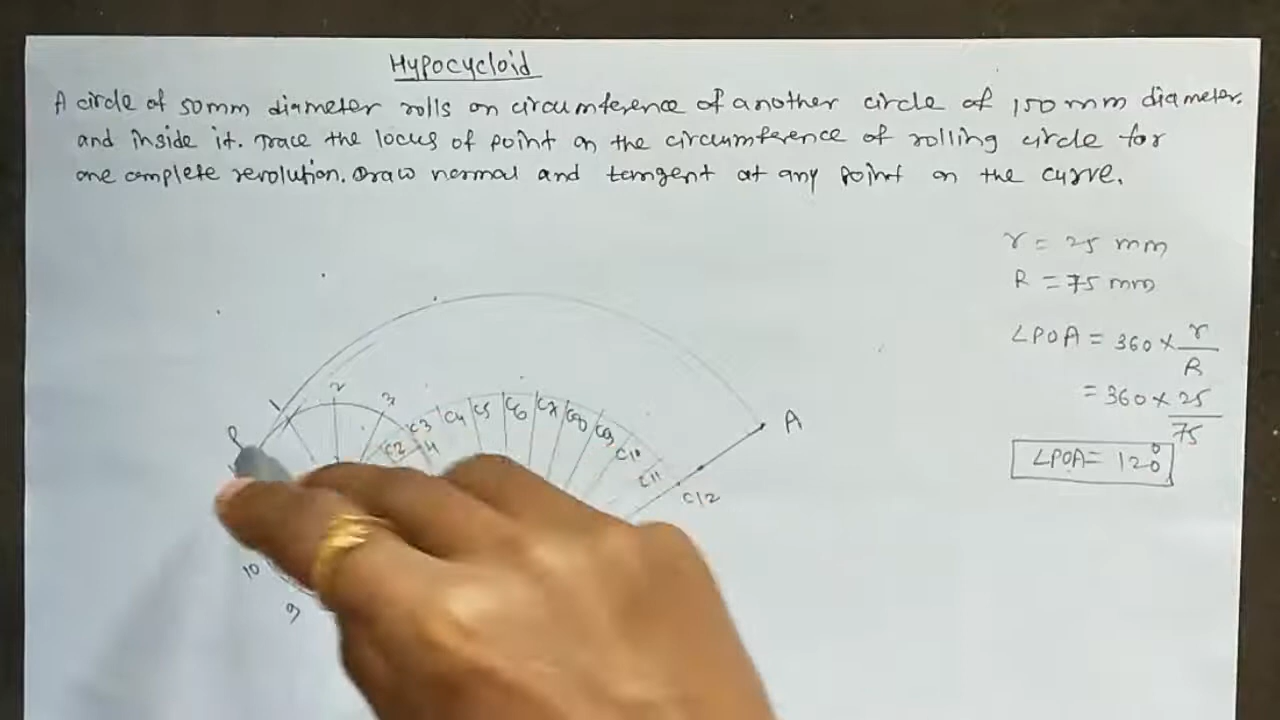 Hypocycloid
A circle of 50mm diameter rolls on circumference of another circle of 150mm diameter.
and inside it. Trace the locus of point on the circumference of rolling circle for
one complete revolution. Draw normal and tangent at any point on the curve.
r = 25 mm
R = 75 mm
∠POA = 360 × r/R
= 360 × 25/75
∠POA = 120°
P
1
2
3
4
C2
C3
C4
C5
C6
C7
C8
C9
C10
C11
C12
A
10
9